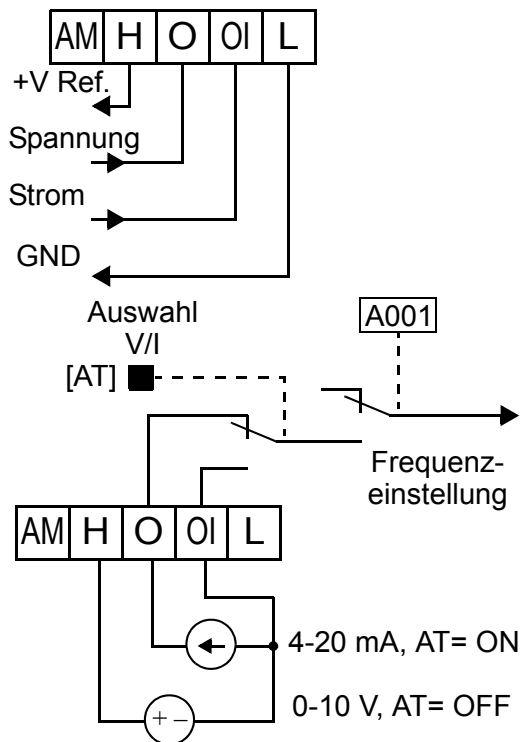 AM H O OI L
+V Ref.
Spannung
Strom
GND
Auswahl
V/I
[AT]
A001
Frequenz-
einstellung
AM H O OI L
4-20 mA, AT= ON
+ –
0-10 V, AT= OFF